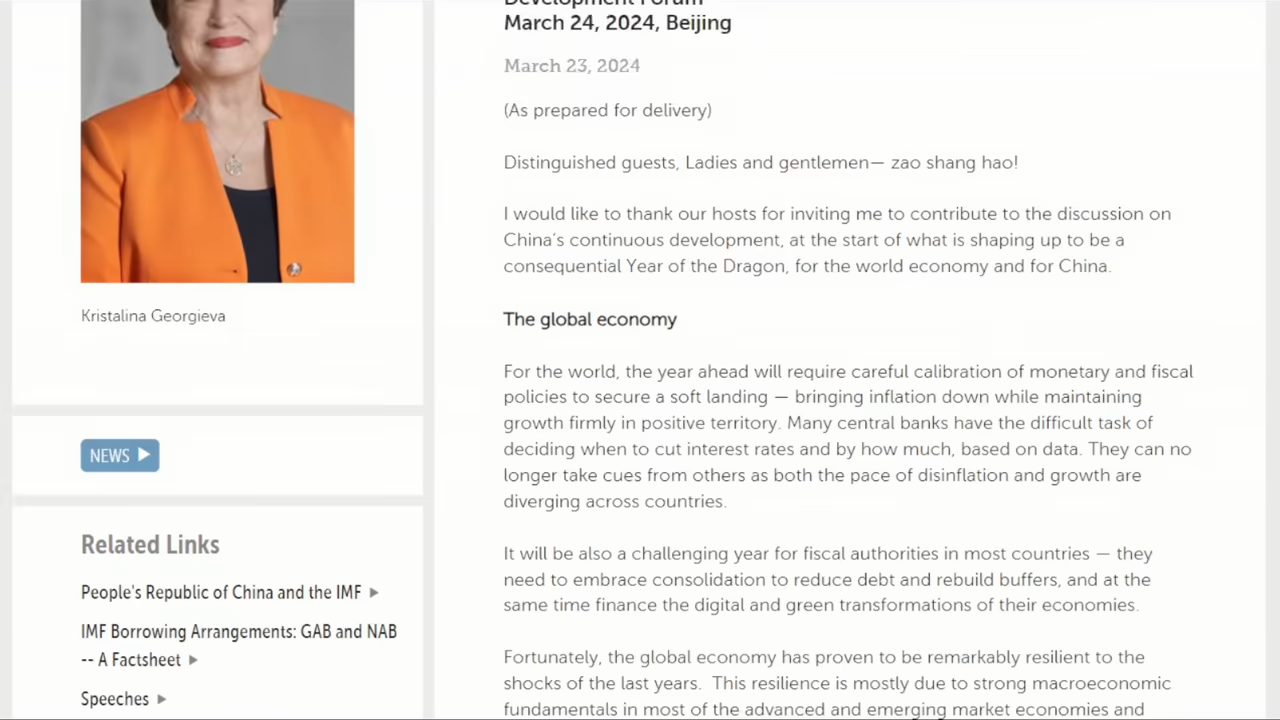 Development Forum
March 24, 2024, Beijing
March 23, 2024
(As prepared for delivery)
Distinguished guests, Ladies and gentlemen— zao shang hao!
I would like to thank our hosts for inviting me to contribute to the discussion on
China's continuous development, at the start of what is shaping up to be a
consequential Year of the Dragon, for the world economy and for China.
The global economy
For the world, the year ahead will require careful calibration of monetary and fiscal
policies to secure a soft landing — bringing inflation down while maintaining
growth firmly in positive territory. Many central banks have the difficult task of
deciding when to cut interest rates and by how much, based on data. They can no
longer take cues from others as both the pace of disinflation and growth are
diverging across countries.
It will be also a challenging year for fiscal authorities in most countries — they
need to embrace consolidation to reduce debt and rebuild buffers, and at the
same time finance the digital and green transformations of their economies.
Fortunately, the global economy has proven to be remarkably resilient to the
shocks of the last years.  This resilience is mostly due to strong macroeconomic
fundamentals in most of the advanced and emerging market economies and
Kristalina Georgieva
NEWS
Related Links
People's Republic of China and the IMF
IMF Borrowing Arrangements: GAB and NAB
-- A Factsheet
Speeches